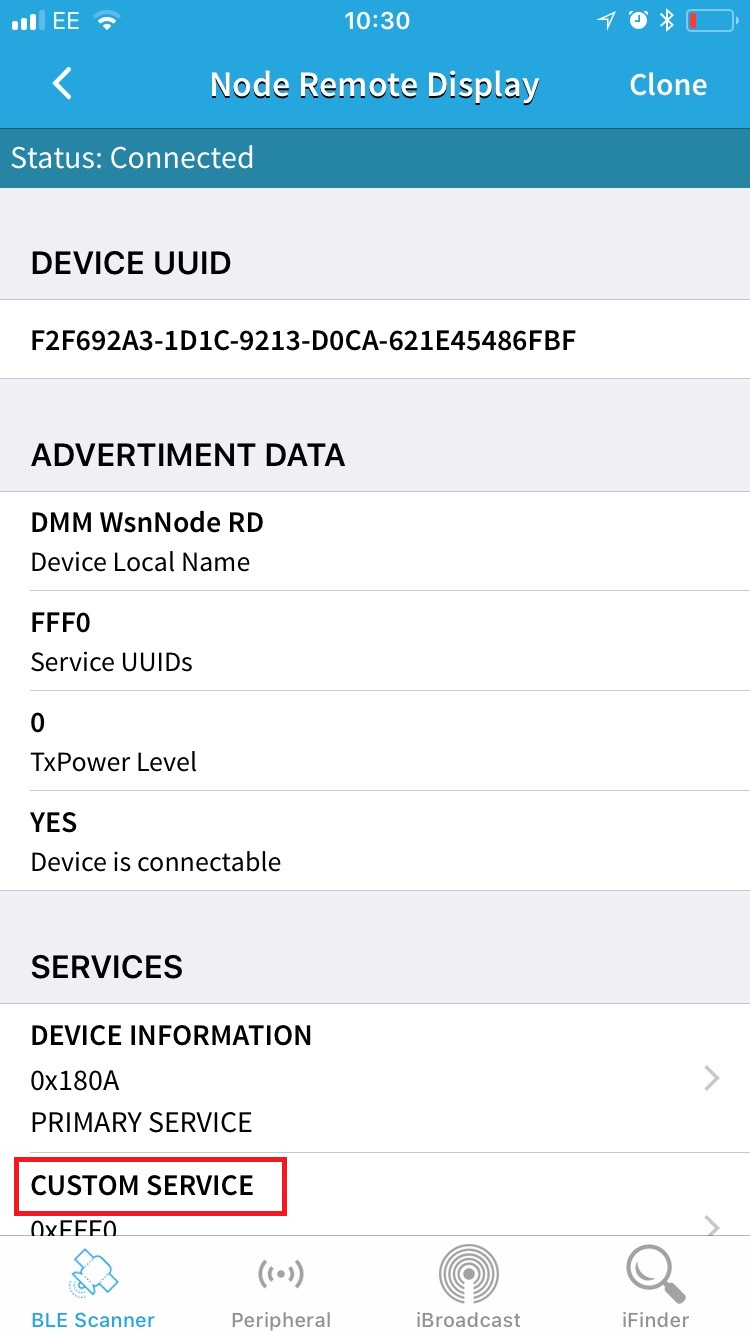 EE 10:30
Node Remote Display Clone
Status: Connected
DEVICE UUID
F2F692A3-1D1C-9213-D0CA-621E45486FBF
ADVERTIMENT DATA
DMM WsnNode RD
Device Local Name
FFF0
Service UUIDs
0
TxPower Level
YES
Device is connectable
SERVICES
DEVICE INFORMATION
0x180A
PRIMARY SERVICE
CUSTOM SERVICE
0xFFF0
BLE Scanner Peripheral iBroadcast iFinder